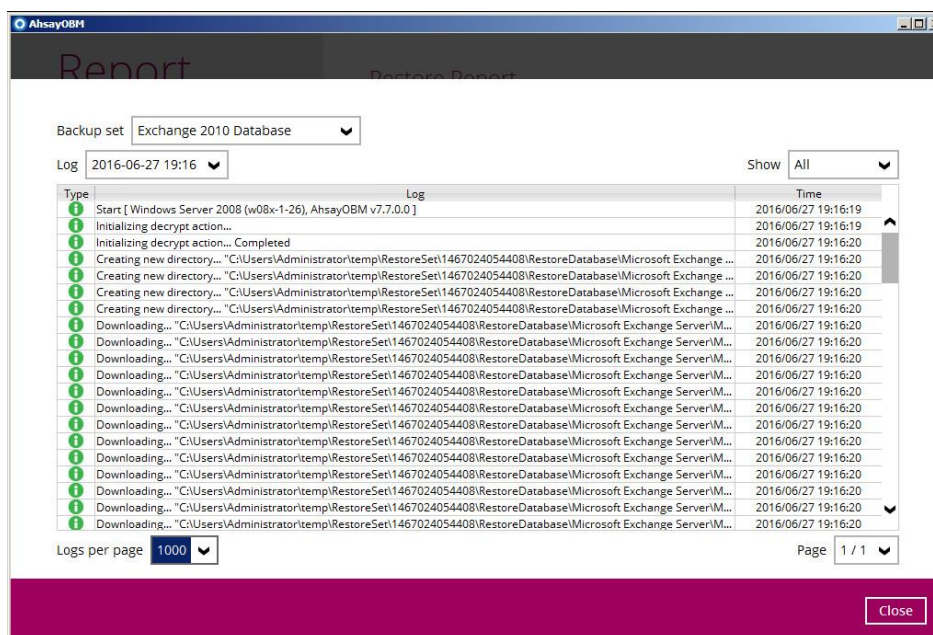 AhsayOBM
Report
Restore Report
Backup set Exchange 2010 Database
Log 2016-06-27 19:16 Show All
Type Log Time
Start [ Windows Server 2008 (w08x-1-26), AhsayOBM v7.7.0.0 ] 2016/06/27 19:16:19
Initializing decrypt action... 2016/06/27 19:16:19
Initializing decrypt action... Completed 2016/06/27 19:16:20
Creating new directory... "C:\Users\Administrator\temp\RestoreSet\1467024054408\RestoreDatabase\Microsoft Exchange ... 2016/06/27 19:16:20
Creating new directory... "C:\Users\Administrator\temp\RestoreSet\1467024054408\RestoreDatabase\Microsoft Exchange ... 2016/06/27 19:16:20
Creating new directory... "C:\Users\Administrator\temp\RestoreSet\1467024054408\RestoreDatabase\Microsoft Exchange ... 2016/06/27 19:16:20
Creating new directory... "C:\Users\Administrator\temp\RestoreSet\1467024054408\RestoreDatabase\Microsoft Exchange ... 2016/06/27 19:16:20
Downloading... "C:\Users\Administrator\temp\RestoreSet\1467024054408\RestoreDatabase\Microsoft Exchange Server\M... 2016/06/27 19:16:20
Downloading... "C:\Users\Administrator\temp\RestoreSet\1467024054408\RestoreDatabase\Microsoft Exchange Server\M... 2016/06/27 19:16:20
Downloading... "C:\Users\Administrator\temp\RestoreSet\1467024054408\RestoreDatabase\Microsoft Exchange Server\M... 2016/06/27 19:16:20
Downloading... "C:\Users\Administrator\temp\RestoreSet\1467024054408\RestoreDatabase\Microsoft Exchange Server\M... 2016/06/27 19:16:20
Downloading... "C:\Users\Administrator\temp\RestoreSet\1467024054408\RestoreDatabase\Microsoft Exchange Server\M... 2016/06/27 19:16:20
Downloading... "C:\Users\Administrator\temp\RestoreSet\1467024054408\RestoreDatabase\Microsoft Exchange Server\M... 2016/06/27 19:16:20
Downloading... "C:\Users\Administrator\temp\RestoreSet\1467024054408\RestoreDatabase\Microsoft Exchange Server\M... 2016/06/27 19:16:20
Downloading... "C:\Users\Administrator\temp\RestoreSet\1467024054408\RestoreDatabase\Microsoft Exchange Server\M... 2016/06/27 19:16:20
Downloading... "C:\Users\Administrator\temp\RestoreSet\1467024054408\RestoreDatabase\Microsoft Exchange Server\M... 2016/06/27 19:16:20
Downloading... "C:\Users\Administrator\temp\RestoreSet\1467024054408\RestoreDatabase\Microsoft Exchange Server\M... 2016/06/27 19:16:20
Downloading... "C:\Users\Administrator\temp\RestoreSet\1467024054408\RestoreDatabase\Microsoft Exchange Server\M... 2016/06/27 19:16:20
Downloading... "C:\Users\Administrator\temp\RestoreSet\1467024054408\RestoreDatabase\Microsoft Exchange Server\M... 2016/06/27 19:16:20
Downloading... "C:\Users\Administrator\temp\RestoreSet\1467024054408\RestoreDatabase\Microsoft Exchange Server\M... 2016/06/27 19:16:20
Logs per page 1000 Page 1 / 1
Close